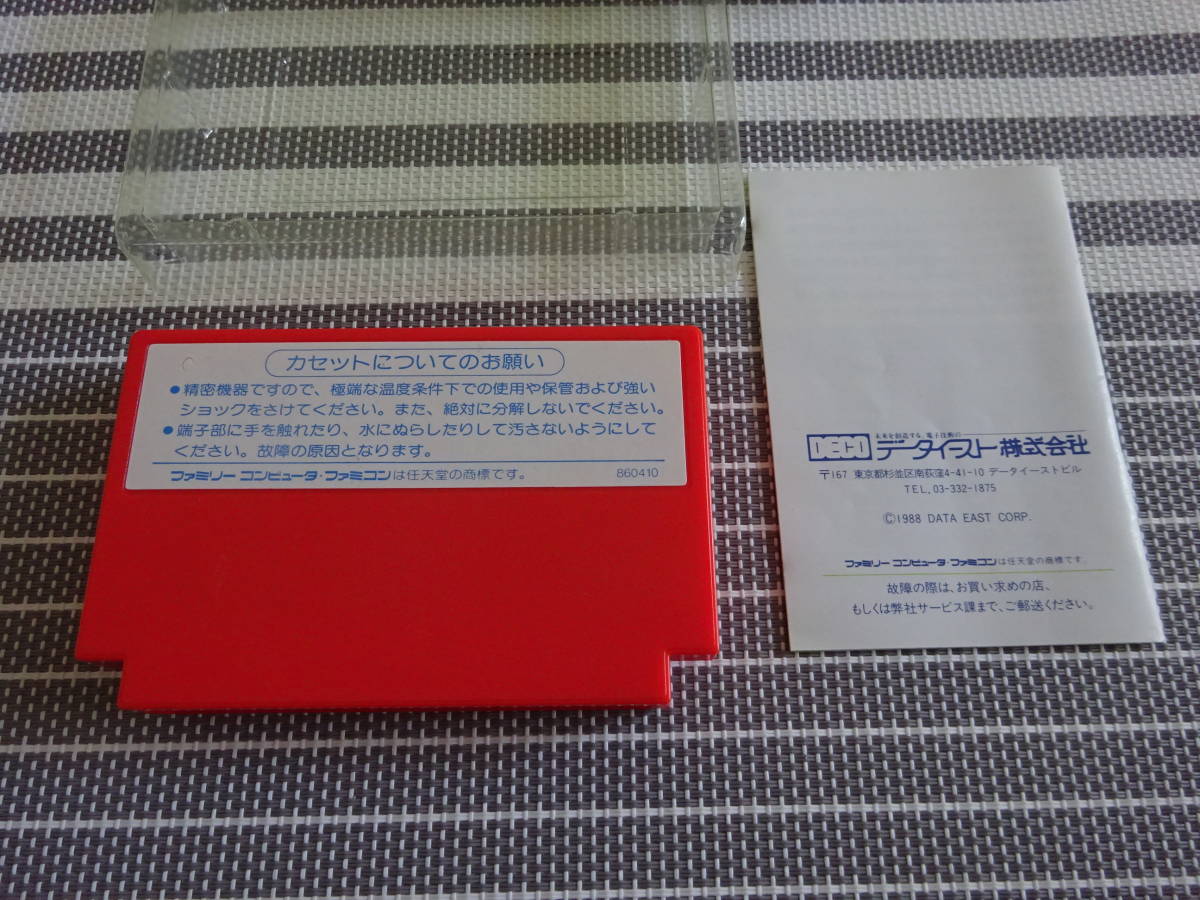 カセットについてのお願い
●精密機器ですので、極端な温度条件下での使用や保管および強い
ショックをさけてください。また、絶対に分解しないでください。
●端子部に手を触れたり、水にぬらしたりして汚さないようにして
ください。故障の原因となります。
ファミリー コンピュータ・ファミコンは任天堂の商標です。 860410
未来を創造する 電子技術の
DECO データイースト株式会社
〒167 東京都杉並区南荻窪4-41-10 データイーストビル
TEL, 03-332-1875
©1988 DATA EAST CORP.
ファミリー コンピュータ・ファミコンは任天堂の商標です。
故障の際は、お買い求めの店、
もしくは弊社サービス課まで、ご郵送ください。